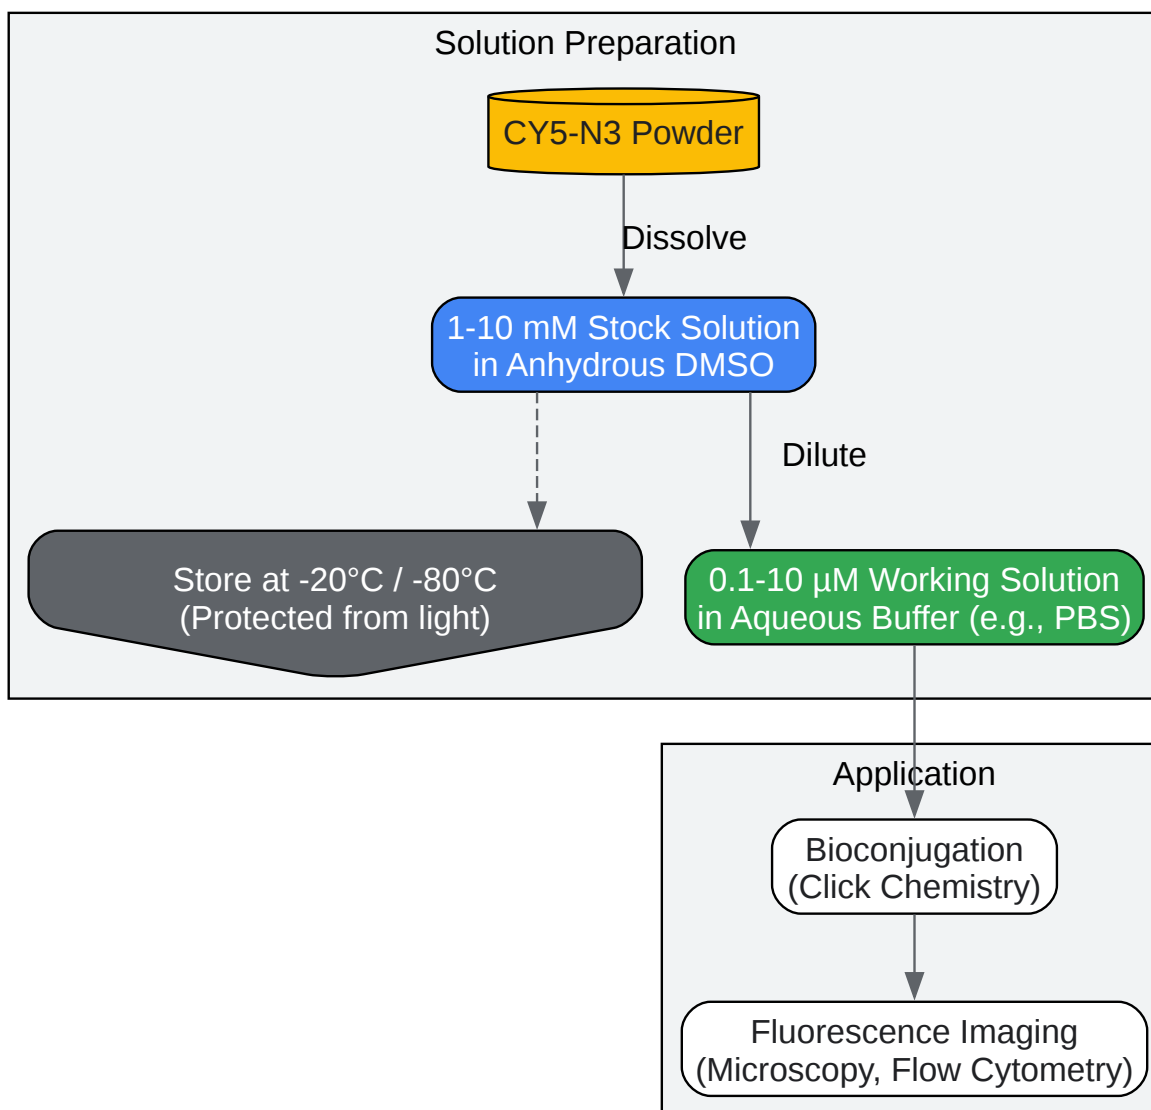 Solution Preparation
CY5-N3 Powder
Dissolve
1-10 mM Stock Solution
in Anhydrous DMSO
Dilute
Store at -20°C / -80°C
(Protected from light)
0.1-10 µM Working Solution
in Aqueous Buffer (e.g., PBS)
Application
Bioconjugation
(Click Chemistry)
Fluorescence Imaging
(Microscopy, Flow Cytometry)